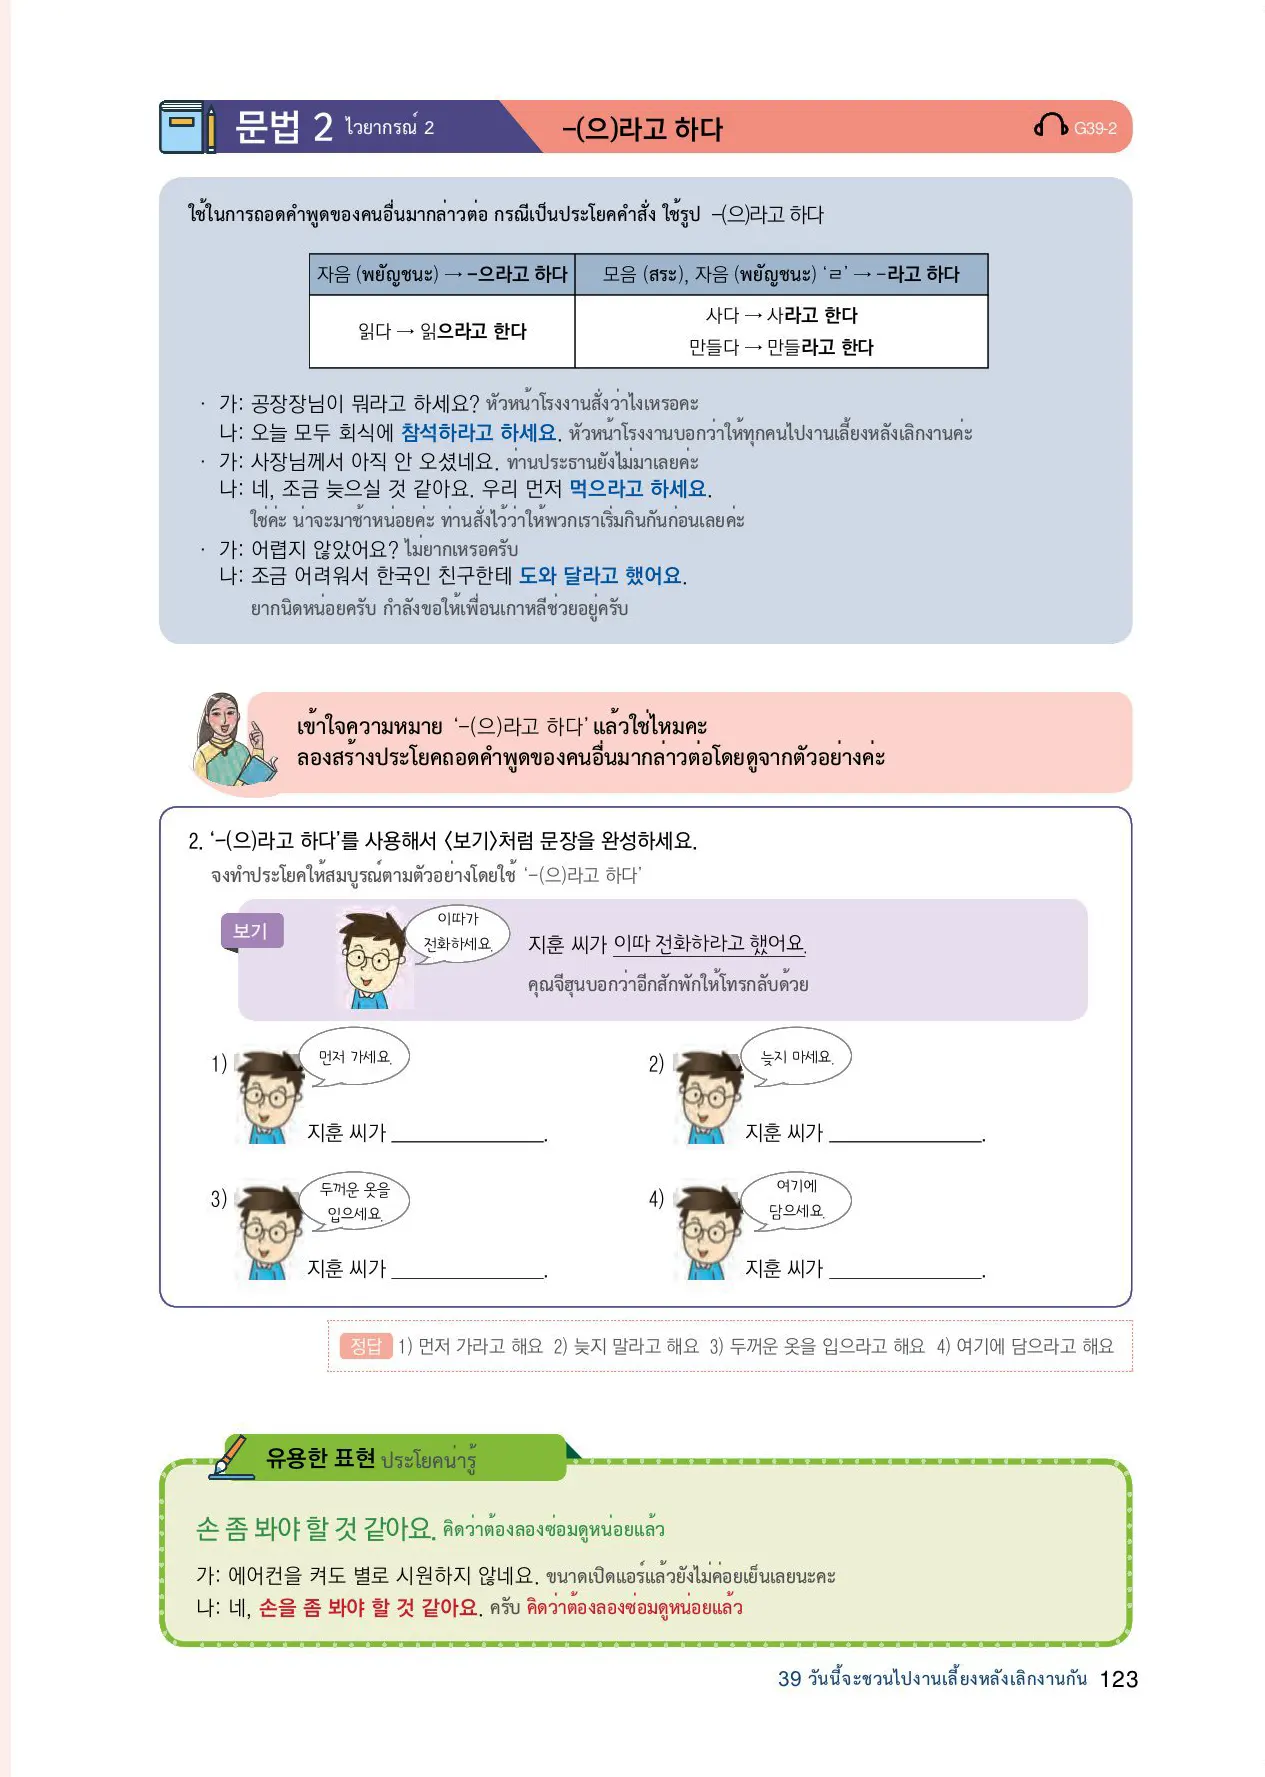 문법 2 ไวยากรณ์ 2
-(으)라고 하다
G39-2
ใช้ในการถอดคำพูดของคนอื่นมากล่าวต่อ กรณีเป็นประโยคคำสั่ง ใช้รูป -(으)라고 하다
자음 (พยัญชนะ) → -으라고 하다
모음 (สระ), 자음 (พยัญชนะ) ‘ㄹ’ → -라고 하다
읽다 → 읽으라고 한다
사다 → 사라고 한다
만들다 → 만들라고 한다
· 가: 공장장님이 뭐라고 하세요? หัวหน้าโรงงานสั่งว่าไงเหรอคะ
나: 오늘 모두 회식에 참석하라고 하세요. หัวหน้าโรงงานบอกว่าให้ทุกคนไปงานเลี้ยงหลังเลิกงานค่ะ
· 가: 사장님께서 아직 안 오셨네요. ท่านประธานยังไม่มาเลยค่ะ
나: 네, 조금 늦으실 것 같아요. 우리 먼저 먹으라고 하세요.
ใช่ค่ะ น่าจะมาช้าหน่อยค่ะ ท่านสั่งไว้ว่าให้พวกเราเริ่มกินกันก่อนเลยค่ะ
· 가: 어렵지 않았어요? ไม่ยากเหรอครับ
나: 조금 어려워서 한국인 친구한테 도와 달라고 했어요.
ยากนิดหน่อยครับ กำลังขอให้เพื่อนเกาหลีช่วยอยู่ครับ
เข้าใจความหมาย ‘-(으)라고 하다’ แล้วใช่ไหมคะ
ลองสร้างประโยคถอดคำพูดของคนอื่นมากล่าวต่อโดยดูจากตัวอย่างค่ะ
2. ‘-(으)라고 하다’를 사용해서 〈보기〉처럼 문장을 완성하세요.
จงทำประโยคให้สมบูรณ์ตามตัวอย่างโดยใช้ ‘-(으)라고 하다’
보기
이따가
전화하세요.
지훈 씨가 이따 전화하라고 했어요.
คุณจีฮุนบอกว่าอีกสักพักให้โทรกลับด้วย
1)
먼저 가세요.
지훈 씨가 ______________.
2)
늦지 마세요.
지훈 씨가 ______________.
3)
두꺼운 옷을
입으세요.
지훈 씨가 ______________.
4)
여기에
담으세요.
지훈 씨가 ______________.
정답 1) 먼저 가라고 해요 2) 늦지 말라고 해요 3) 두꺼운 옷을 입으라고 해요 4) 여기에 담으라고 해요
유용한 표현 ประโยคน่ารู้
손 좀 봐야 할 것 같아요. คิดว่าต้องลองซ่อมดูหน่อยแล้ว
가: 에어컨을 켜도 별로 시원하지 않네요. ขนาดเปิดแอร์แล้วยังไม่ค่อยเย็นเลยนะคะ
나: 네, 손을 좀 봐야 할 것 같아요. ครับ คิดว่าต้องลองซ่อมดูหน่อยแล้ว
39 วันนี้จะชวนไปงานเลี้ยงหลังเลิกงานกัน 123